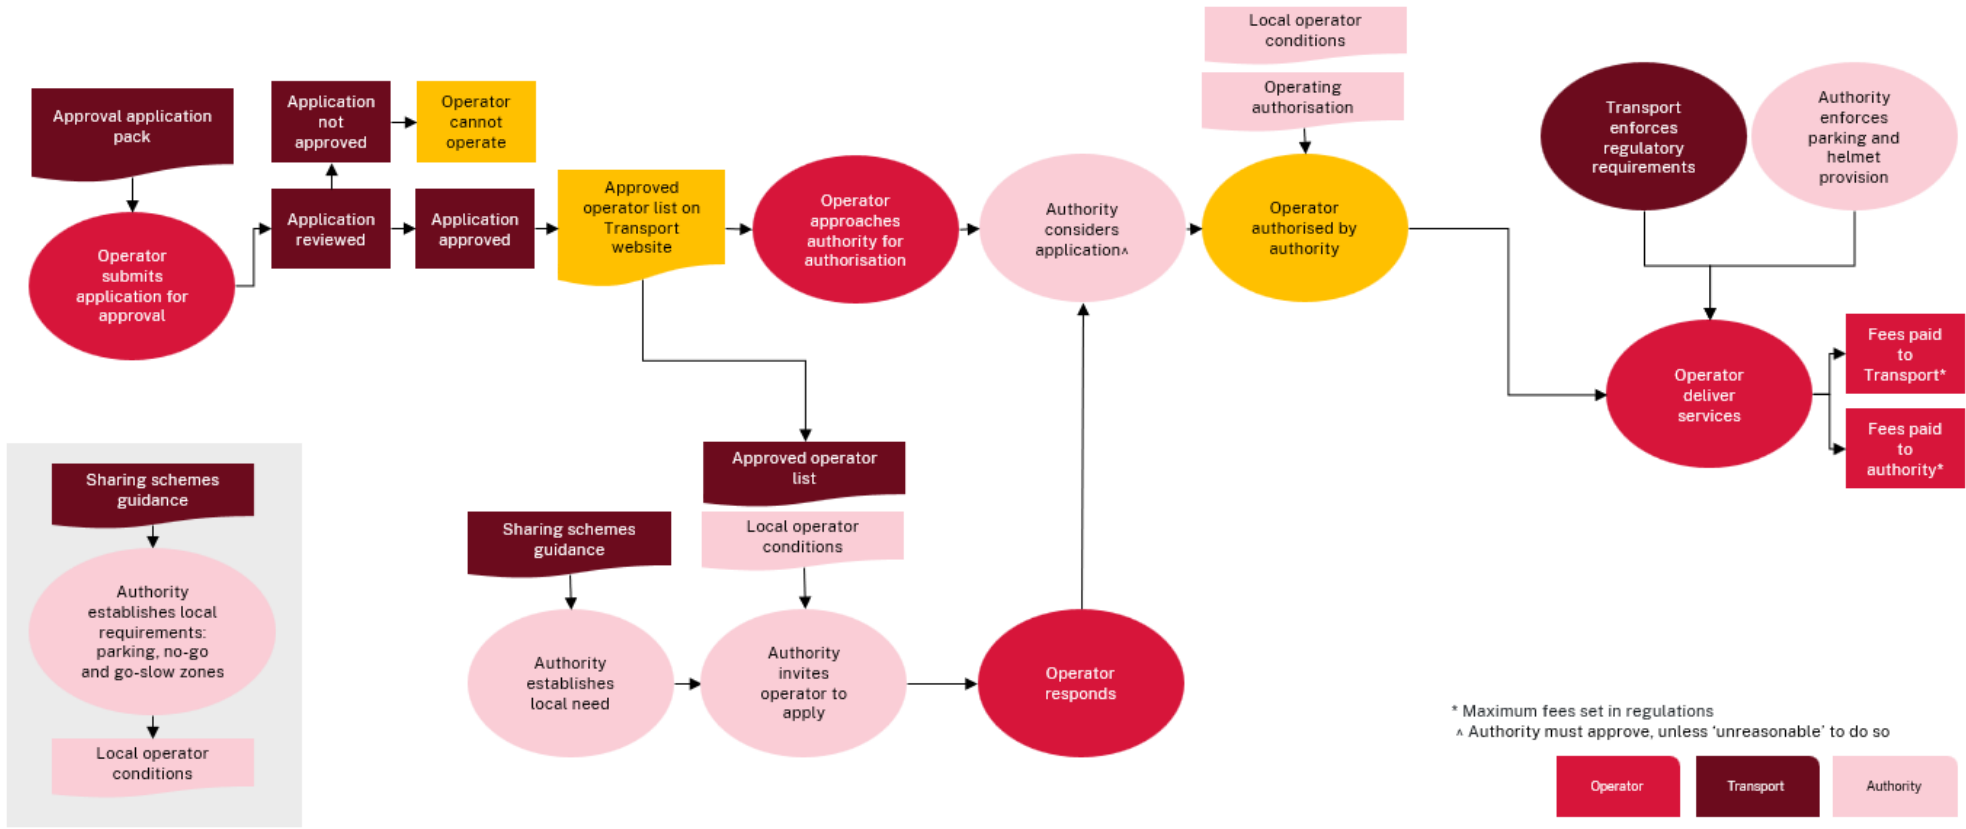 Approval application
pack
Operator
submits
application for
approval
Application
not
approved
Operator
cannot
operate
Application
reviewed
Application
approved
Approved
operator list on
Transport
website
Operator
approaches
authority for
authorisation
Authority
considers
application^
Local operator
conditions
Operating
authorisation
Operator
authorised by
authority
Transport
enforces
regulatory
requirements
Authority
enforces
parking and
helmet
provision
Operator
deliver
services
Fees paid
to
Transport*
Fees paid
to
authority*
Sharing schemes
guidance
Authority
establishes local
requirements:
parking, no-go
and go-slow zones
Local operator
conditions
Approved operator
list
Sharing schemes
guidance
Local operator
conditions
Authority
establishes
local need
Authority
invites
operator to
apply
Operator
responds
* Maximum fees set in regulations
^ Authority must approve, unless ‘unreasonable’ to do so
Operator
Transport
Authority